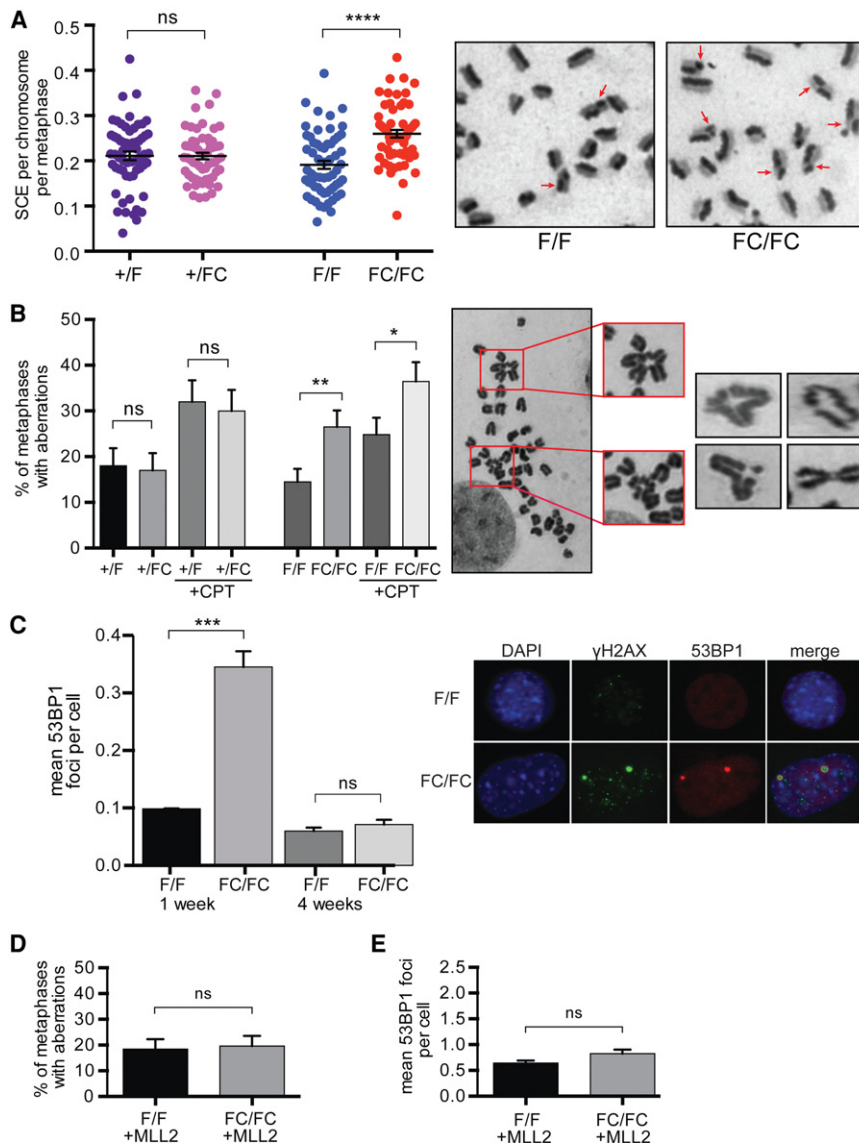 A
ns
****
0.5
0.4
0.3
0.2
0.1
0.0
SCE per chromosome
per metaphase
+/F
+/FC
F/F
FC/FC
F/F
FC/FC
B
50
40
30
20
10
0
% of metaphases
with aberrations
ns
ns
**
*
+/F
+/FC
+/F
+/FC
+CPT
F/F
FC/FC
F/F
FC/FC
+CPT
C
0.4
0.3
0.2
0.1
0.0
mean 53BP1
foci per cell
***
ns
F/F
FC/FC
F/F
FC/FC
1 week
4 weeks
DAPI
γH2AX
53BP1
merge
F/F
FC/FC
D
50
40
30
20
10
0
% of metaphases
with aberrations
ns
F/F
+MLL2
FC/FC
+MLL2
E
2.5
2.0
1.5
1.0
0.5
0.0
mean 53BP1 foci
per cell
ns
F/F
+MLL2
FC/FC
+MLL2